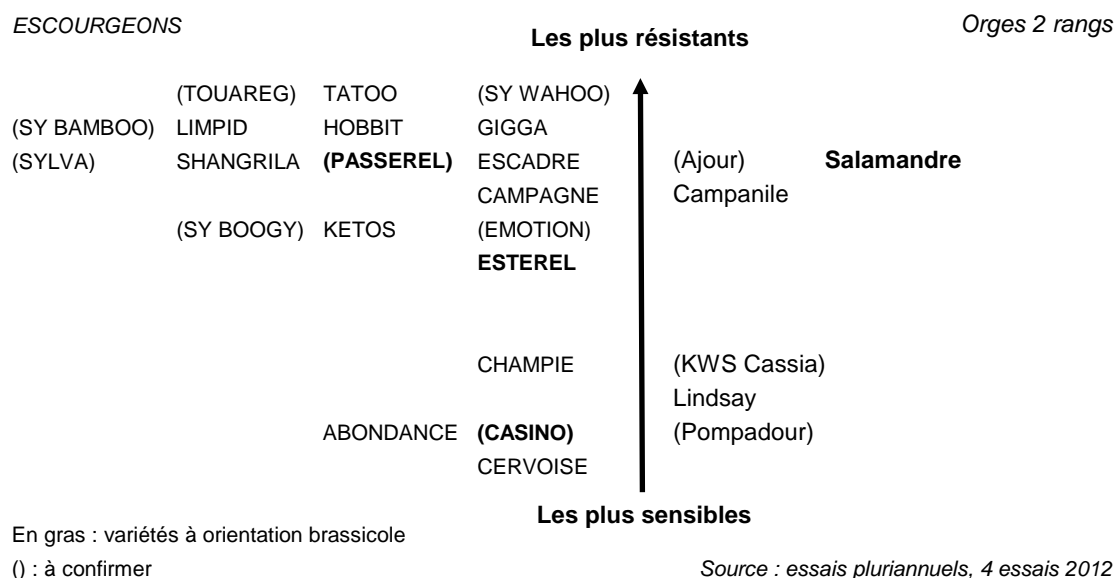 ESCOURGEONS
Les plus résistants
Orges 2 rangs
(TOUAREG) TATOO (SY WAHOO)
(SY BAMBOO) LIMPID HOBBIT GIGGA
(SYLVA) SHANGRILA (PASSEREL) ESCADRE (Ajour) Salamandre
CAMPAGNE Campanile
(SY BOOGY) KETOS (EMOTION)
ESTEREL
CHAMPIE (KWS Cassia)
Lindsay
ABONDANCE (CASINO) (Pompadour)
CERVOISE
Les plus sensibles
En gras : variétés à orientation brassicole
() : à confirmer
Source : essais pluriannuels, 4 essais 2012